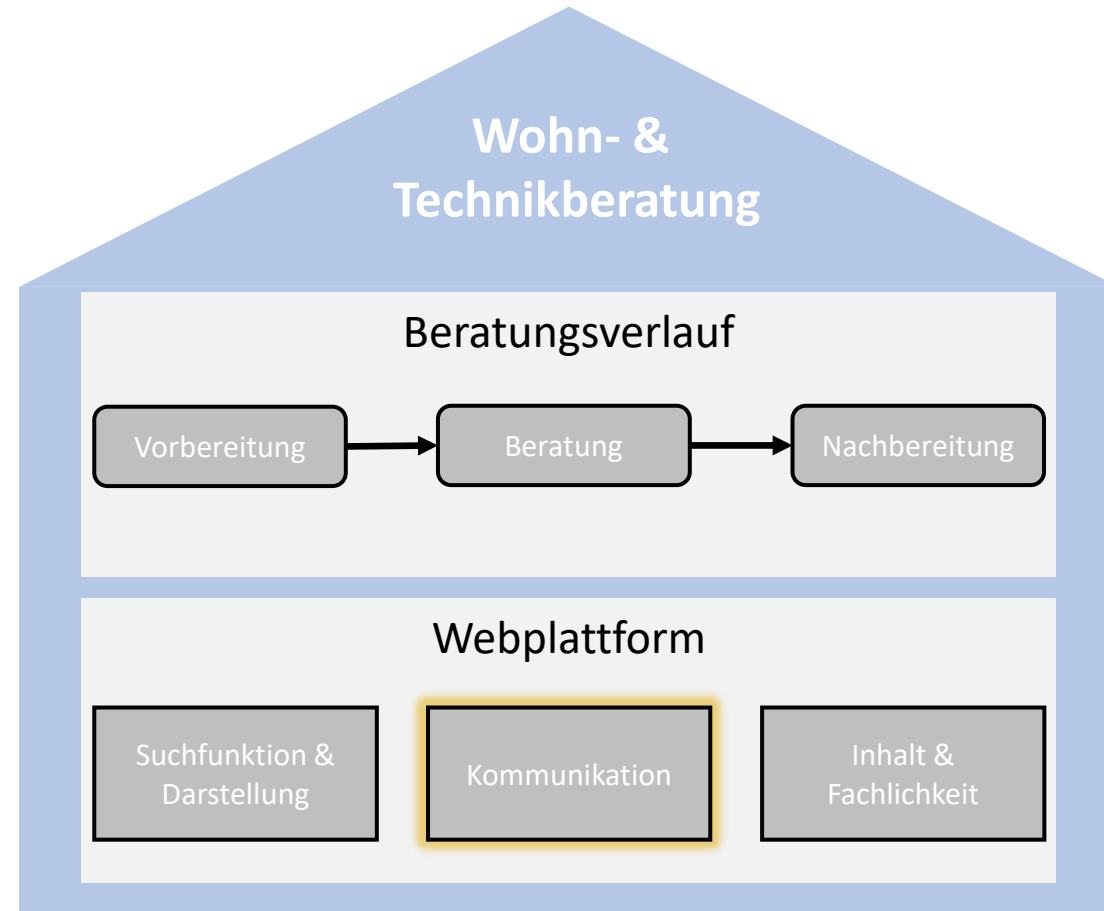 Wohn- &
Technikberatung
Beratungsverlauf
Vorbereitung
Beratung
Nachbereitung
Webplattform
Suchfunktion &
Darstellung
Kommunikation
Inhalt &
Fachlichkeit